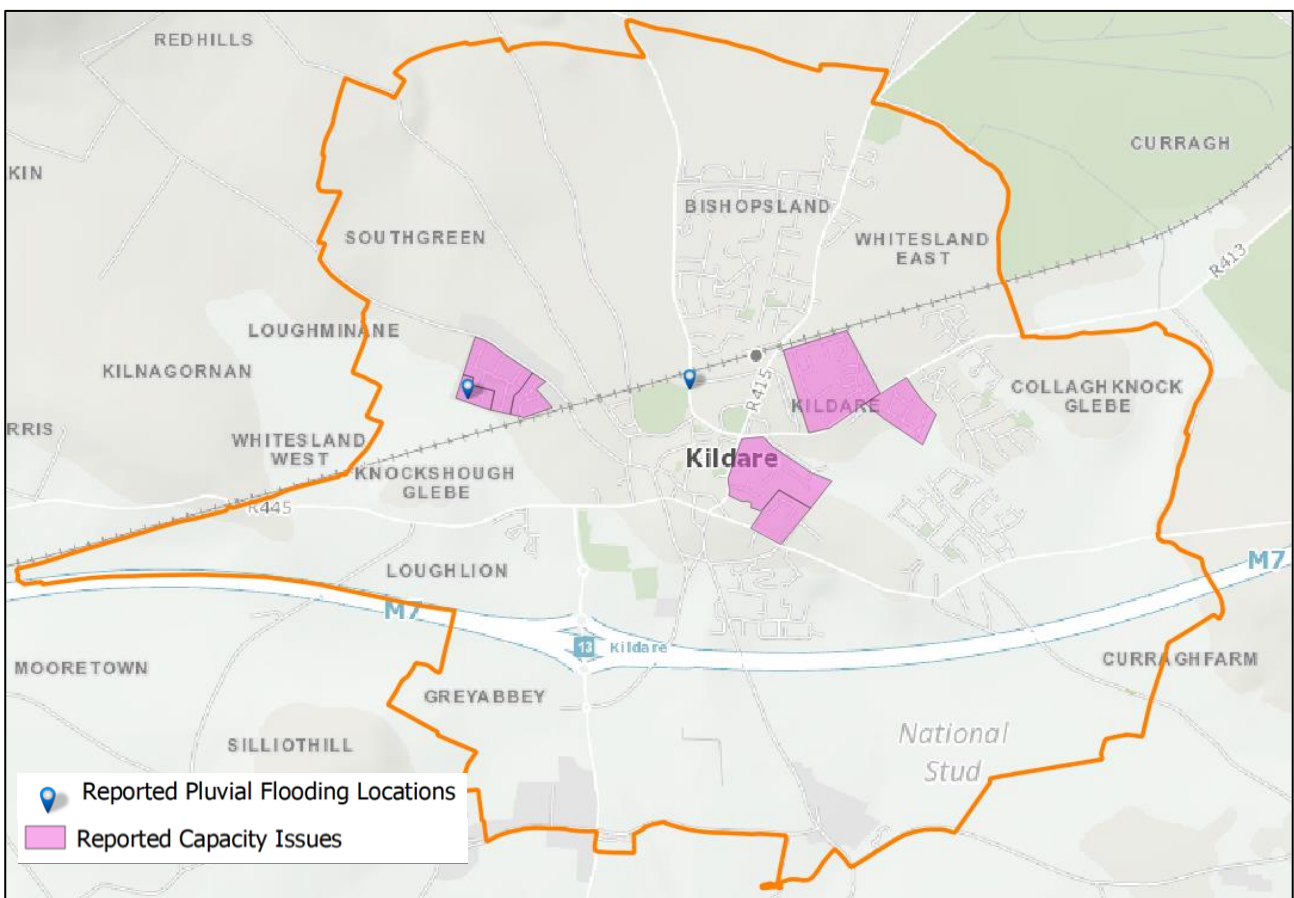 REDHILLS
CURRAGH
KIN
BISHOPSLAND
SOUTHGREEN
WHITESLAND
EAST
R413
LOUGHMINANE
KILNAGORNAN
COLLAGHKNOCK
GLEBE
R415
KILDARE
RRIS
WHITESLAND
WEST
Kildare
KNOCKSHOUGH
GLEBE
R445
LOUGHLION
M7
M7
13 Kildare
MOORETOWN
CURRAGHFARM
GREYABBEY
SILLIOTHILL
National
Stud
Reported Pluvial Flooding Locations
Reported Capacity Issues